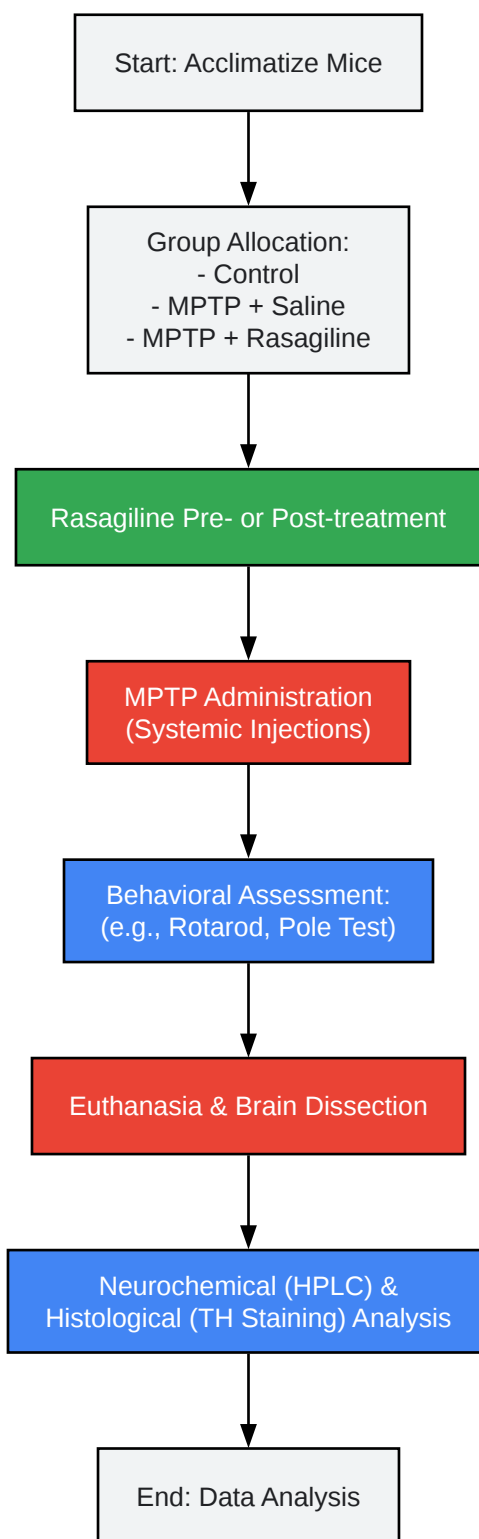 Start: Acclimatize Mice
Group Allocation:
- Control
- MPTP + Saline
- MPTP + Rasagiline
Rasagiline Pre- or Post-treatment
MPTP Administration
(Systemic Injections)
Behavioral Assessment:
(e.g., Rotarod, Pole Test)
Euthanasia & Brain Dissection
Neurochemical (HPLC) &
Histological (TH Staining) Analysis
End: Data Analysis